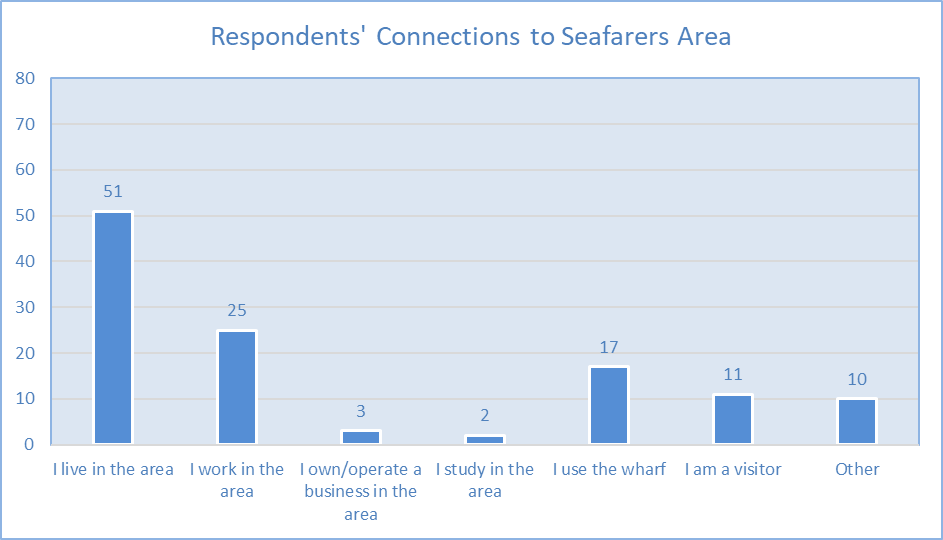 Respondents' Connections to Seafarers Area
80
70
60
50
40
30
20
10
0
51
25
3
2
17
11
10
I live in the area
I work in the
area
I own/operate a
business in the
area
I study in the
area
I use the wharf
I am a visitor
Other